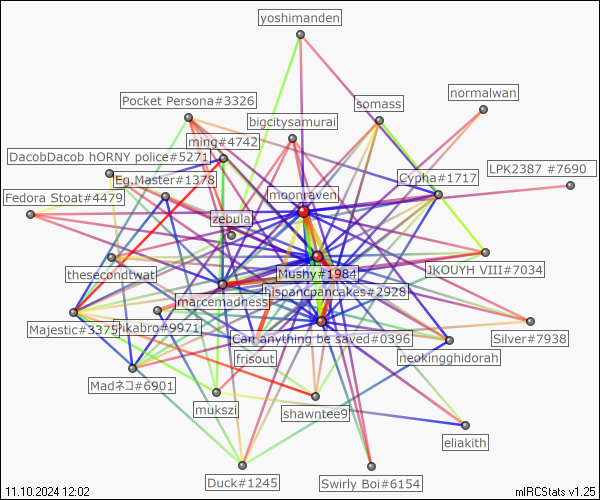 yoshimanden
normalwan
Pocket Persona#3326
somass
bigcitysamurai
ming#4742
DacobDacob hORNY police#5271
LPK2387 #7690
Eg.Master#1378
Cypha#1717
Fedora Stoat#4479
moonraven
zebula
thesecondtwat
Mushy#1984
JKOUYH VIII#7034
hispancpancakes#2928
marcemadness
Majestic#3375
Pikabro#9971
Can anything be saved#0396
Silver#7938
frisout
neokingghidorah
Madネコ#6901
mukszi
shawntee9
eliakith
Duck#1245
Swirly Boi#6154
11.10.2024 12:02
mIRCStats v1.25